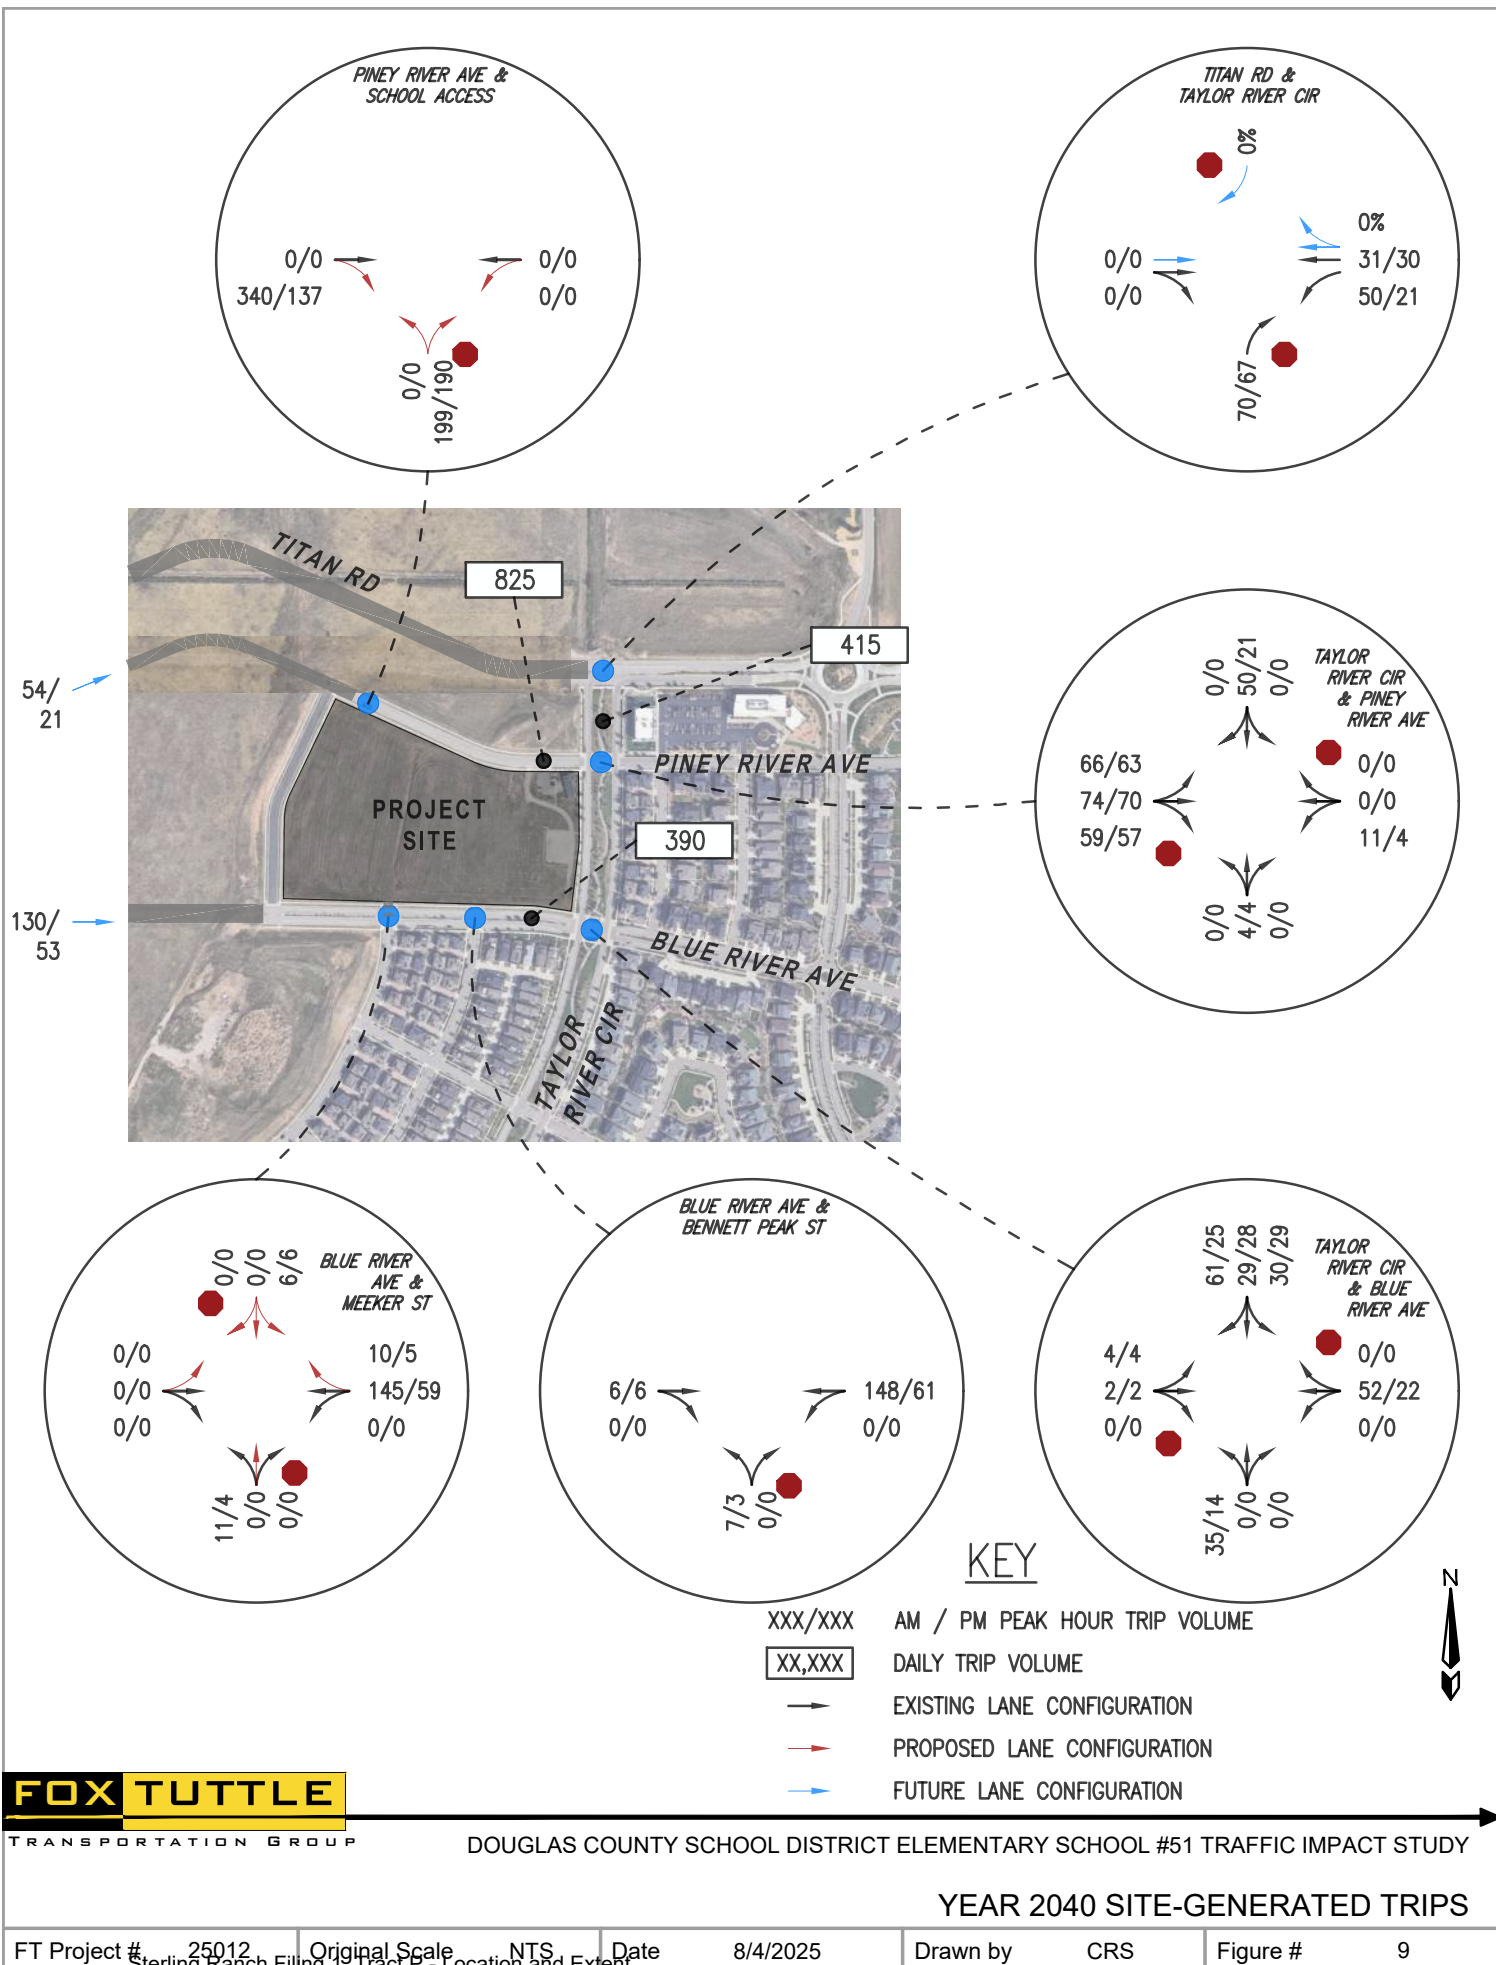 PINEY RIVER AVE &
SCHOOL ACCESS
0/0
340/137
0/0
0/0
0/0
199/190
TITAN RD &
TAYLOR RIVER CIR
0%
0%
31/30
50/21
0/0
0/0
70/67
TITAN RD
825
415
54/
21
PROJECT
SITE
PINEY RIVER AVE
390
130/
53
BLUE RIVER AVE
TAYLOR
RIVER CIR
TAYLOR
RIVER CIR
& PINEY
RIVER AVE
0/0
50/21
0/0
66/63
74/70
59/57
0/0
0/0
11/4
0/0
4/4
0/0
BLUE RIVER
AVE &
MEEKER ST
0/0
0/0
6/6
0/0
0/0
0/0
10/5
145/59
0/0
11/4
0/0
0/0
BLUE RIVER AVE &
BENNETT PEAK ST
6/6
0/0
148/61
0/0
7/3
0/0
TAYLOR
RIVER CIR
& BLUE
RIVER AVE
61/25
29/28
30/29
4/4
2/2
0/0
0/0
52/22
0/0
35/14
0/0
0/0
KEY
XXX/XXX AM / PM PEAK HOUR TRIP VOLUME
XX,XXX DAILY TRIP VOLUME
EXISTING LANE CONFIGURATION
PROPOSED LANE CONFIGURATION
FUTURE LANE CONFIGURATION
N
FOX TUTTLE
TRANSPORTATION GROUP
DOUGLAS COUNTY SCHOOL DISTRICT ELEMENTARY SCHOOL #51 TRAFFIC IMPACT STUDY
YEAR 2040 SITE-GENERATED TRIPS
FT Project # 25012 Original Scale NTS Date 8/4/2025 Drawn by CRS Figure # 9
Sterling Ranch Filing 1, Tract P - Location and Extent